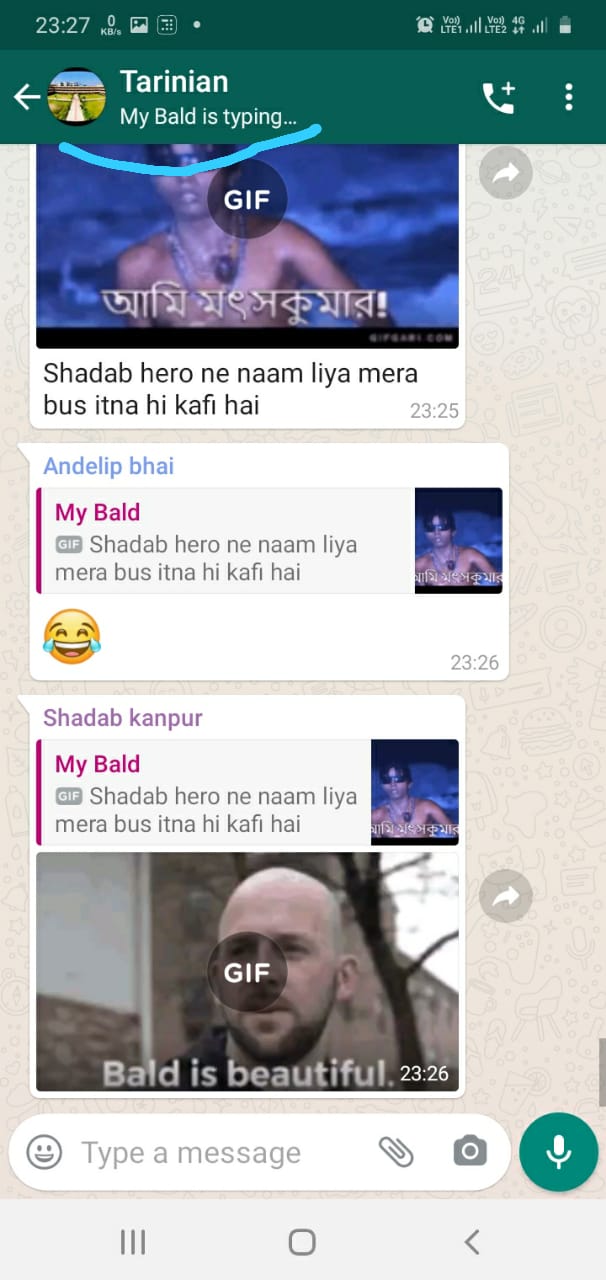 23:27 0 KB/s Vo)) LTE1 Vo)) LTE2 4G
Tarinian
My Bald is typing...
GIF
আমি মৎসকুমার!
GIFGARI.COM
Shadab hero ne naam liya mera
bus itna hi kafi hai
23:25
Andelip bhai
My Bald
GIF Shadab hero ne naam liya
mera bus itna hi kafi hai
আমি মৎসকুমার
😂
23:26
Shadab kanpur
My Bald
GIF Shadab hero ne naam liya
mera bus itna hi kafi hai
আমি মৎসকুমার
GIF
Bald is beautiful. 23:26
Type a message